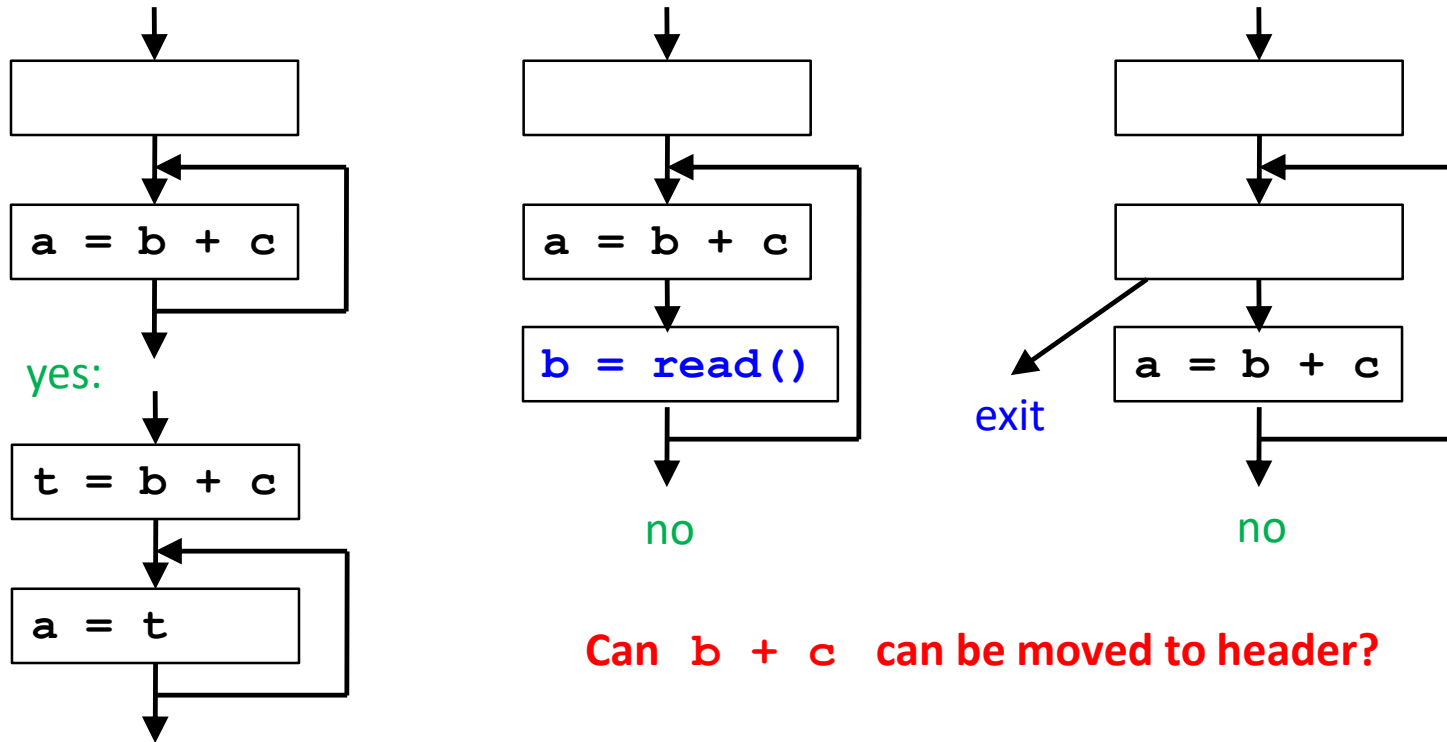 a = b + c
yes:
t = b + c
a = t
a = b + c
b = read()
no
exit
a = b + c
no
Can b + c can be moved to header?